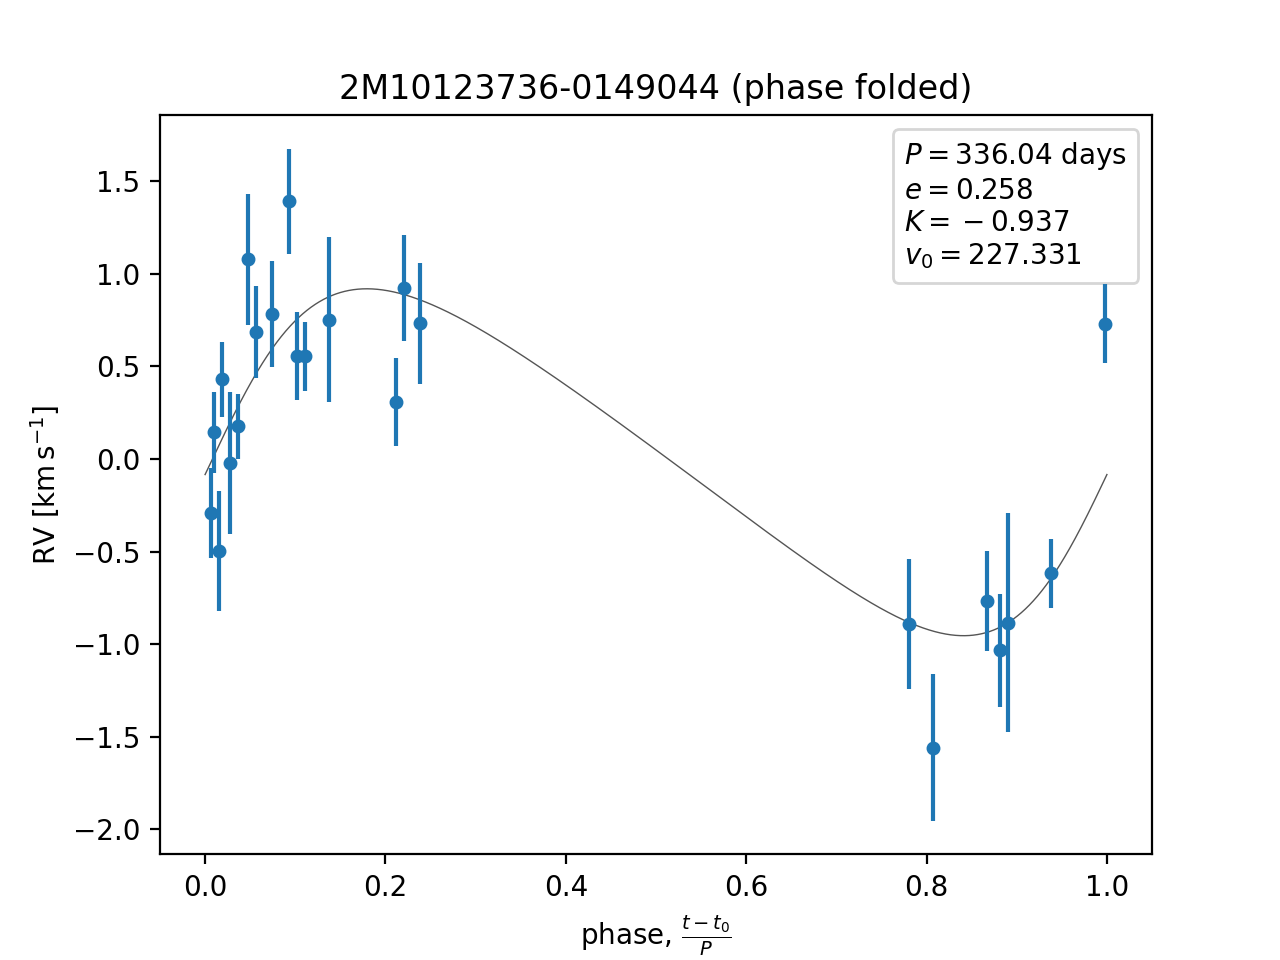 2M10123736-0149044 (phase folded)
P = 336.04 days
e = 0.258
K = −0.937
v₀ = 227.331
1.5
1.0
0.5
0.0
−0.5
−1.0
−1.5
−2.0
RV [km s⁻¹]
0.0 0.2 0.4 0.6 0.8 1.0
phase, (t − t₀)/P